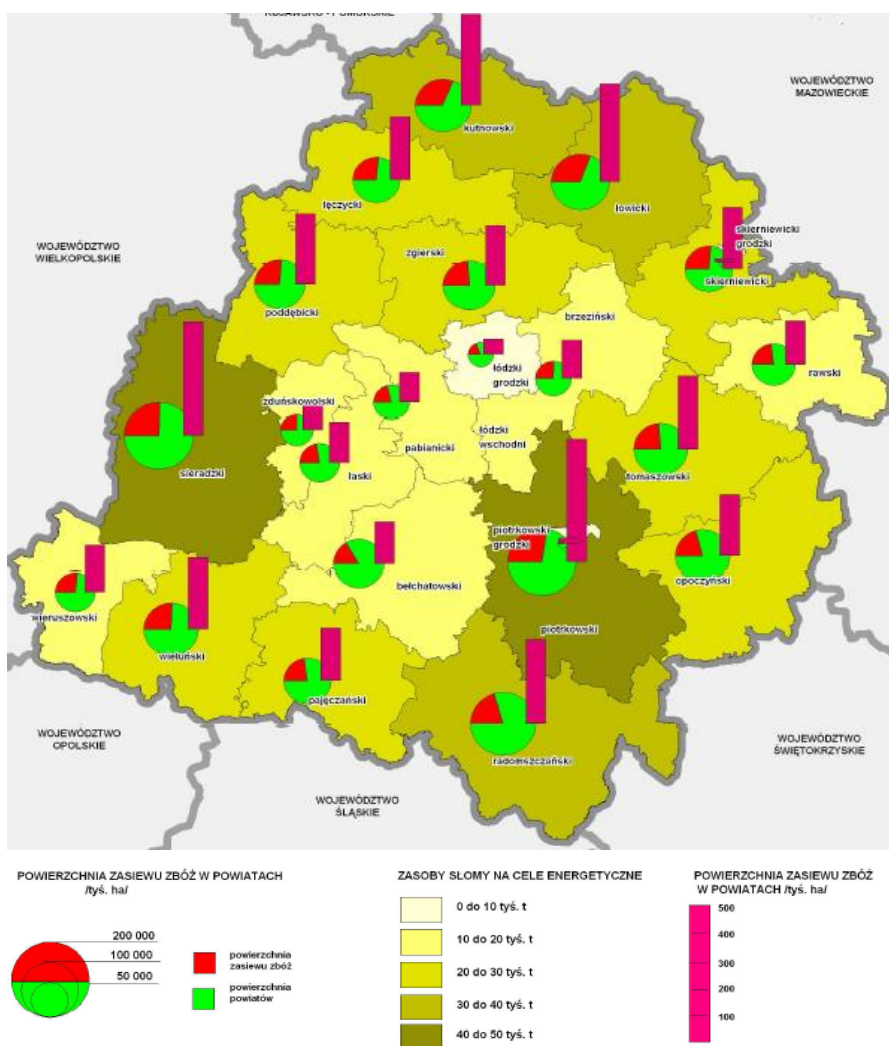 KUJAWSKO - POMORSKIE
WOJEWÓDZTWO
MAZOWIECKIE
kutnowski
łęczycki
łowicki
WOJEWÓDZTWO
WIELKOPOLSKIE
skierniewicki
grodzki
zgierski
skierniewicki
poddębicki
brzeziński
łódzki
grodzki
rawski
zduńskowolski
łódzki
wschodni
pabianicki
sieradzki
łaski
tomaszowski
piotrkowski
grodzki
opoczyński
bełchatowski
wieruszowski
piotrkowski
wieluński
pajęczański
WOJEWÓDZTWO
OPOLSKIE
WOJEWÓDZTWO
ŚWIĘTOKRZYSKIE
radomszczański
WOJEWÓDZTWO
ŚLĄSKIE
POWIERZCHNIA ZASIEWU ZBÓŻ W POWIATACH
/tyś. ha/
200 000
100 000
50 000
powierzchnia
zasiewu zbóż
powierzchnia
powiatów
ZASOBY SŁOMY NA CELE ENERGETYCZNE
0 do 10 tyś. t
10 do 20 tyś. t
20 do 30 tyś. t
30 do 40 tyś. t
40 do 50 tyś. t
POWIERZCHNIA ZASIEWU ZBÓŻ
W POWIATACH /tyś. ha/
500
400
300
200
100